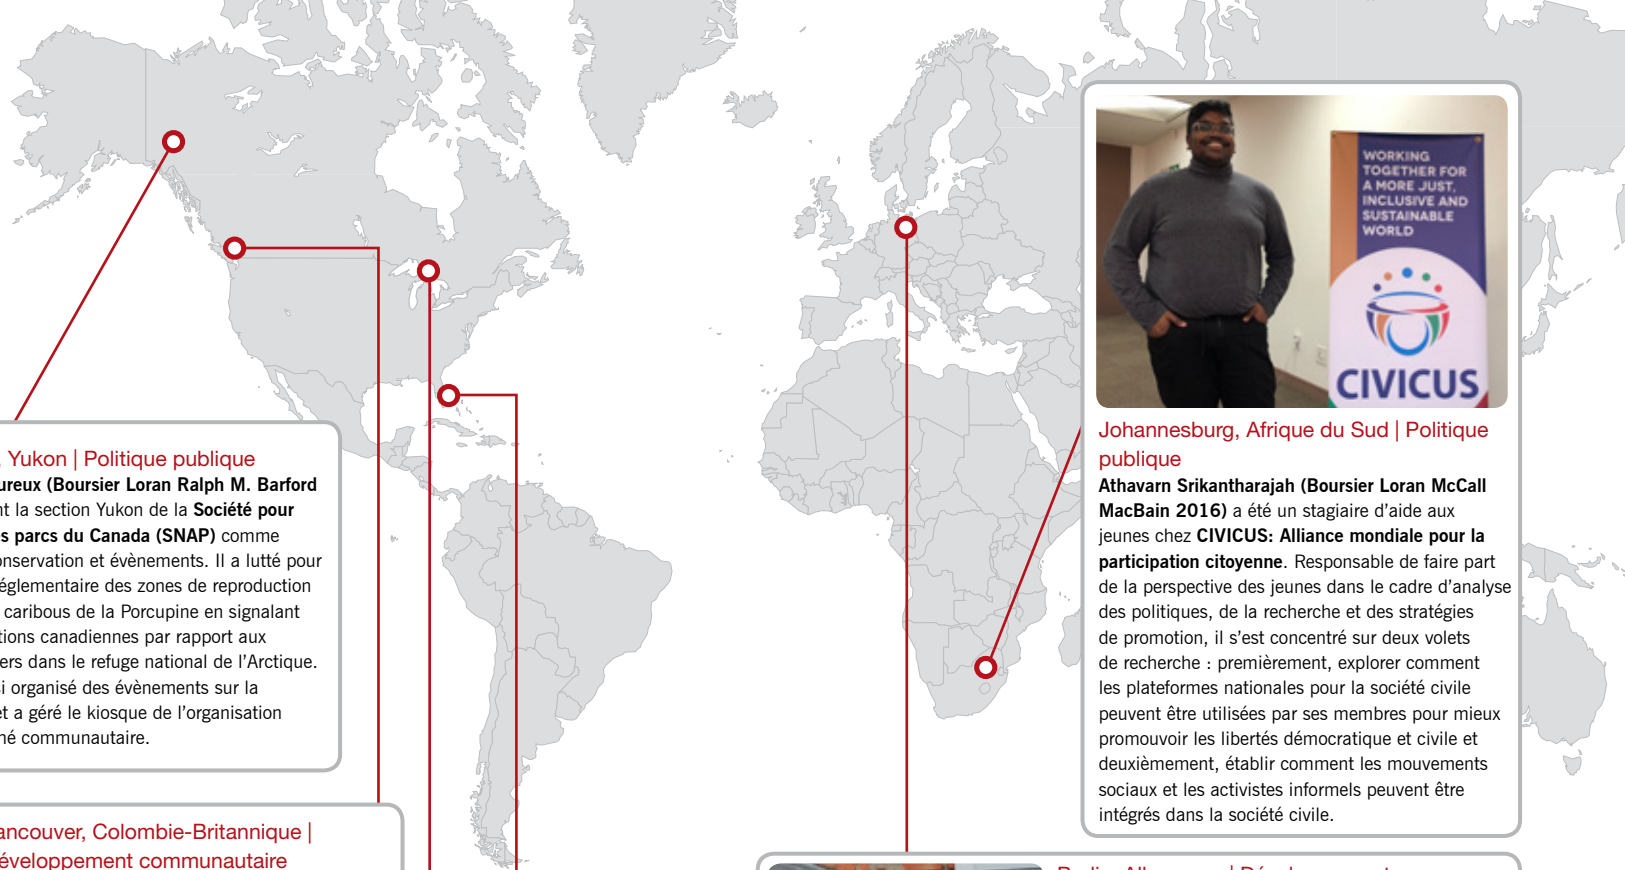 , Yukon | Politique publique
ureux (Boursier Loran Ralph M. Barford
nt la section Yukon de la Société pour
s parcs du Canada (SNAP) comme
onservation et évènements. Il a lutté pour
églementaire des zones de reproduction
caribous de la Porcupine en signalant
tions canadiennes par rapport aux
ers dans le refuge national de l’Arctique.
si organisé des évènements sur la
et a géré le kiosque de l’organisation
hé communautaire.
ancouver, Colombie-Britannique |
éveloppement communautaire
WORKING
TOGETHER FOR
A MORE JUST,
INCLUSIVE AND
SUSTAINABLE
WORLD
CIVICUS
Johannesburg, Afrique du Sud | Politique
publique
Athavarn Srikantharajah (Boursier Loran McCall
MacBain 2016) a été un stagiaire d’aide aux
jeunes chez CIVICUS: Alliance mondiale pour la
participation citoyenne. Responsable de faire part
de la perspective des jeunes dans le cadre d’analyse
des politiques, de la recherche et des stratégies
de promotion, il s’est concentré sur deux volets
de recherche : premièrement, explorer comment
les plateformes nationales pour la société civile
peuvent être utilisées par ses membres pour mieux
promouvoir les libertés démocratique et civile et
deuxièmement, établir comment les mouvements
sociaux et les activistes informels peuvent être
intégrés dans la société civile.